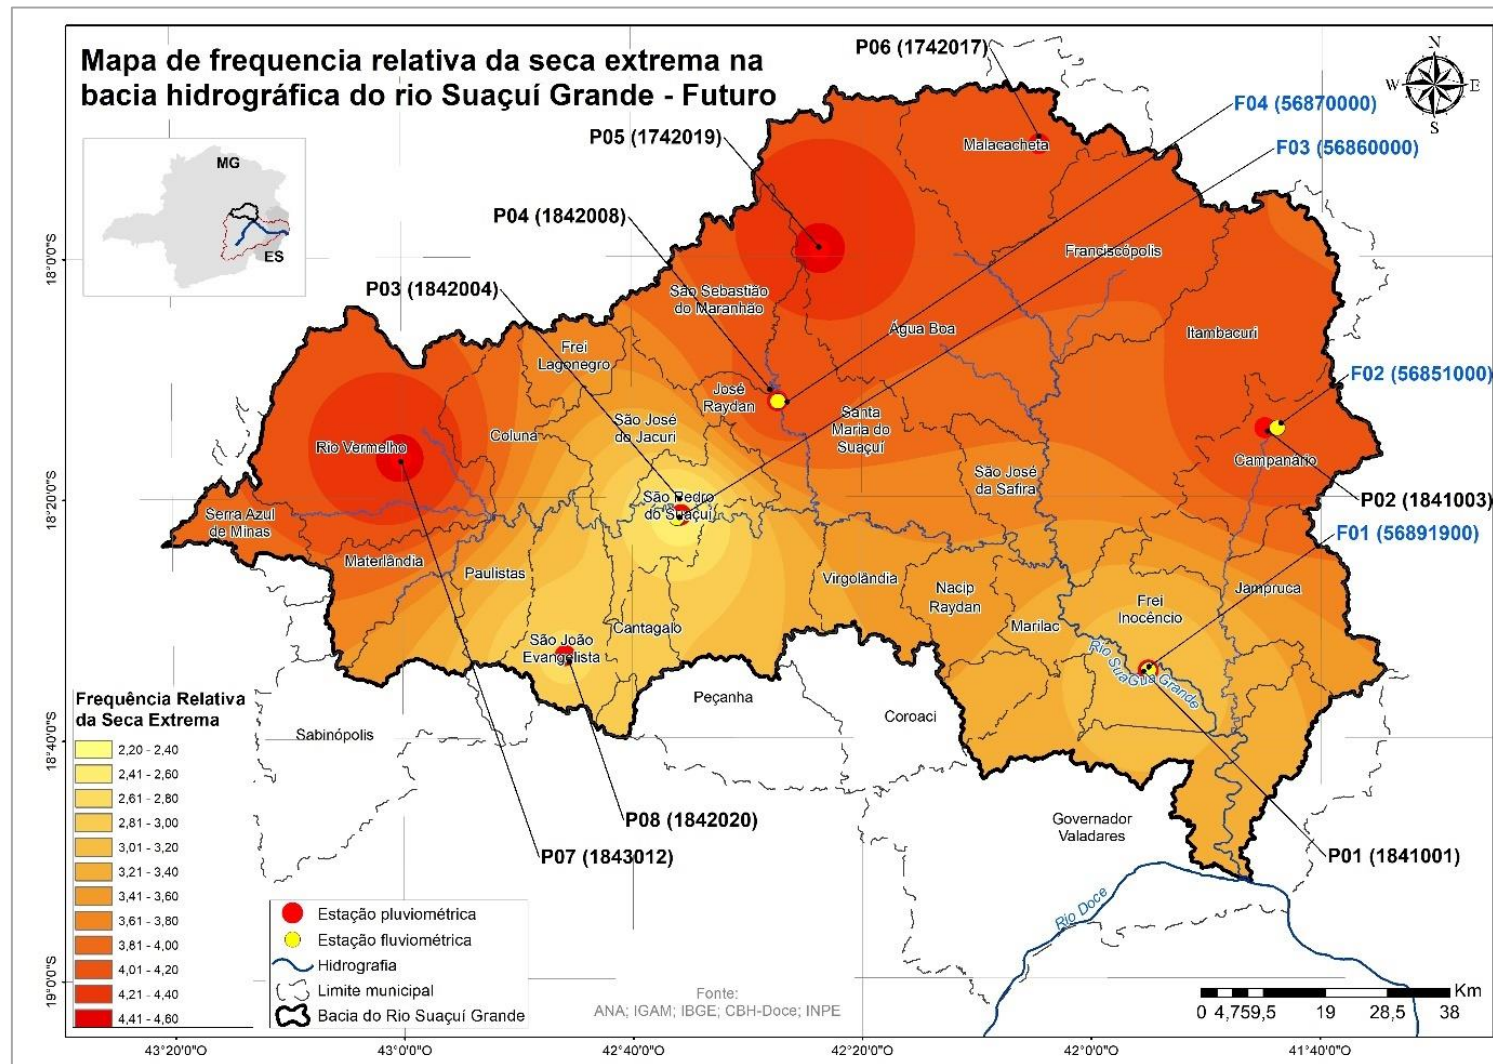 Mapa de frequencia relativa da seca extrema na
bacia hidrográfica do rio Suaçuí Grande - Futuro
P06 (1742017)
N
W
E
S
F04 (56870000)
P05 (1742019)
Malacacheta
F03 (56860000)
MG
ES
P04 (1842008)
Franciscópolis
P03 (1842004)
São Sebastião
do Maranhão
Água Boa
Itambacuri
Frei
Lagonegro
F02 (56851000)
José
Raydan
São José
do Jacuri
Santa
Maria do
Suaçuí
Coluna
Rio Vermelho
Campanário
São José
da Safira
São Pedro
do Suaçuí
P02 (1841003)
Serra Azul
de Minas
F01 (56891900)
Materlândia
Paulistas
Virgolândia
Nacip
Raydan
Frei
Inocêncio
Jampruca
Marilac
Cantagalo
São João
Evangelista
Rio Suaçuí Grande
Peçanha
Coroaci
Sabinópolis
Governador
Valadares
P08 (1842020)
P07 (1843012)
P01 (1841001)
Rio Doce
Frequência Relativa
da Seca Extrema
2,20 - 2,40
2,41 - 2,60
2,61 - 2,80
2,81 - 3,00
3,01 - 3,20
3,21 - 3,40
3,41 - 3,60
3,61 - 3,80
3,81 - 4,00
4,01 - 4,20
4,21 - 4,40
4,41 - 4,60
Estação pluviométrica
Estação fluviométrica
Hidrografia
Limite municipal
Bacia do Rio Suaçuí Grande
Fonte:
ANA; IGAM; IBGE; CBH-Doce; INPE
Km
0 4,759,5 19 28,5 38
18°0'0"S
18°20'0"S
18°40'0"S
19°0'0"S
43°20'0"O 43°0'0"O 42°40'0"O 42°20'0"O 42°0'0"O 41°40'0"O